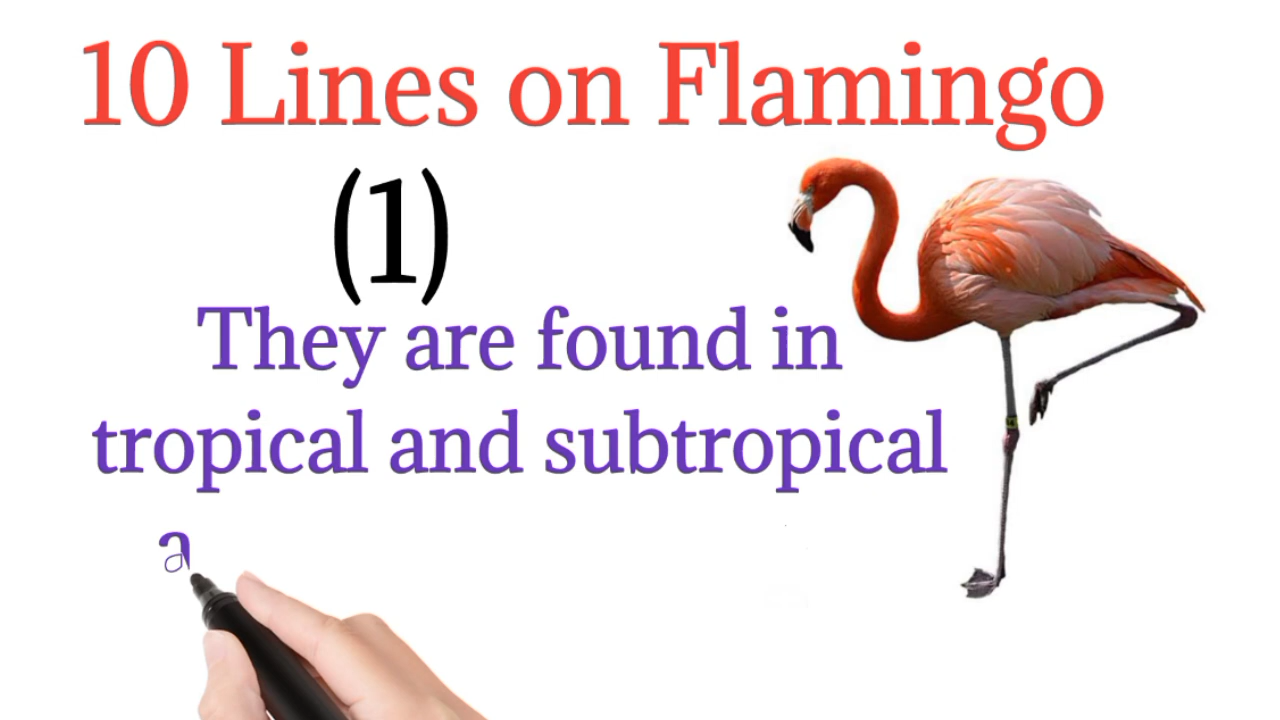 10 Lines on Flamingo
(1)
They are found in
tropical and subtropical
a